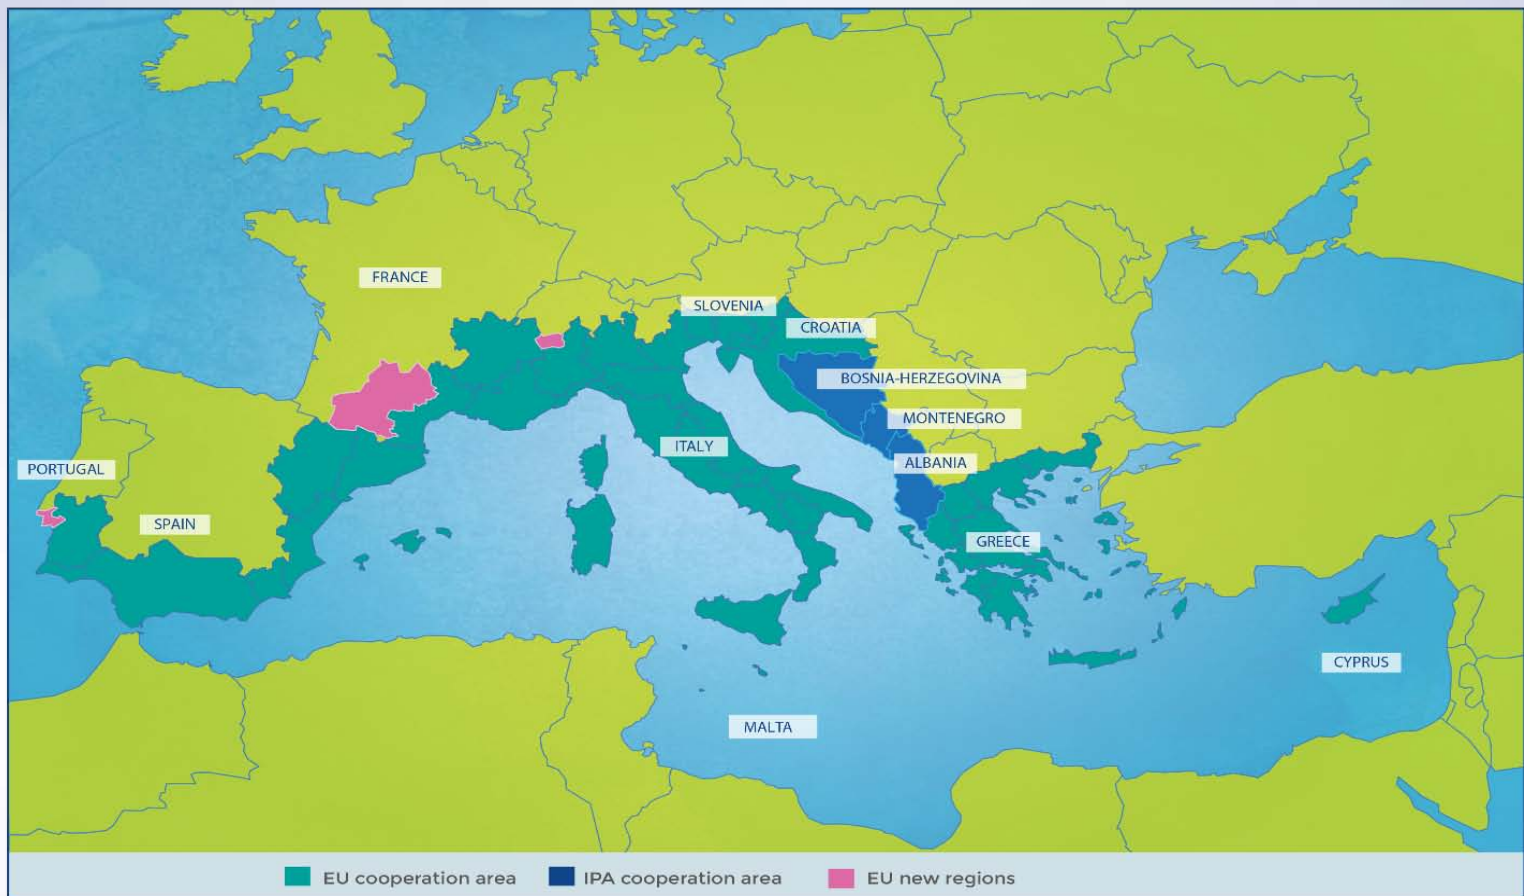 FRANCE
SLOVENIA
CROATIA
BOSNIA-HERZEGOVINA
MONTENEGRO
ITALY
ALBANIA
PORTUGAL
SPAIN
GREECE
CYPRUS
MALTA
EU cooperation area
IPA cooperation area
EU new regions